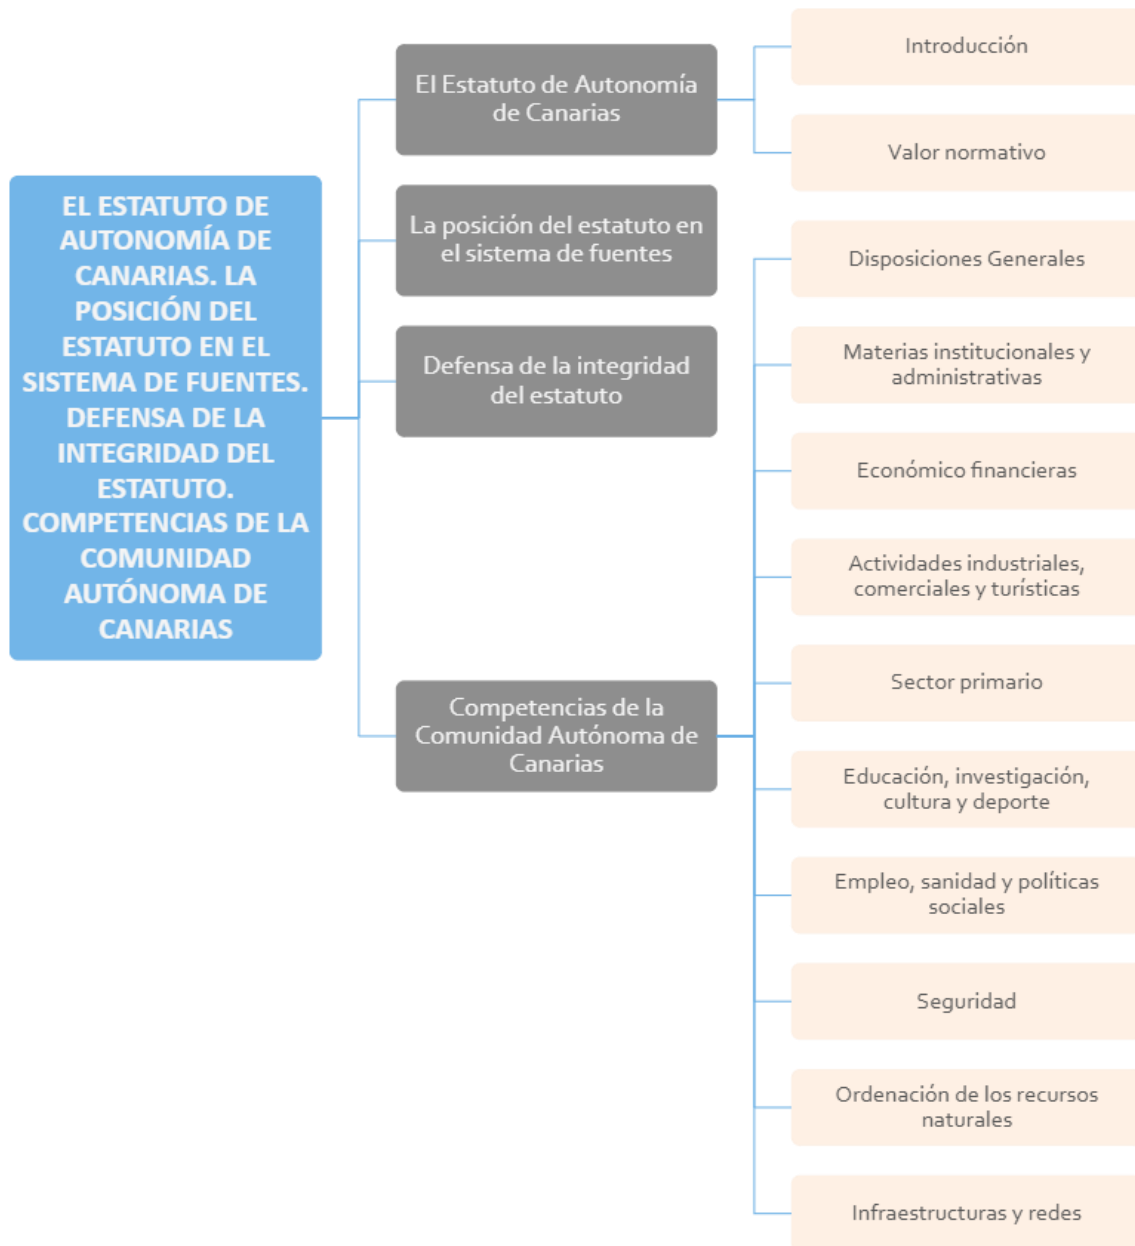 EL ESTATUTO DE
AUTONOMÍA DE
CANARIAS. LA
POSICIÓN DEL
ESTATUTO EN EL
SISTEMA DE FUENTES.
DEFENSA DE LA
INTEGRIDAD DEL
ESTATUTO.
COMPETENCIAS DE LA
COMUNIDAD
AUTÓNOMA DE
CANARIAS
El Estatuto de Autonomía
de Canarias
Introducción
Valor normativo
La posición del estatuto en
el sistema de fuentes
Defensa de la integridad
del estatuto
Competencias de la
Comunidad Autónoma de
Canarias
Disposiciones Generales
Materias institucionales y
administrativas
Económico financieras
Actividades industriales,
comerciales y turísticas
Sector primario
Educación, investigación,
cultura y deporte
Empleo, sanidad y políticas
sociales
Seguridad
Ordenación de los recursos
naturales
Infraestructuras y redes